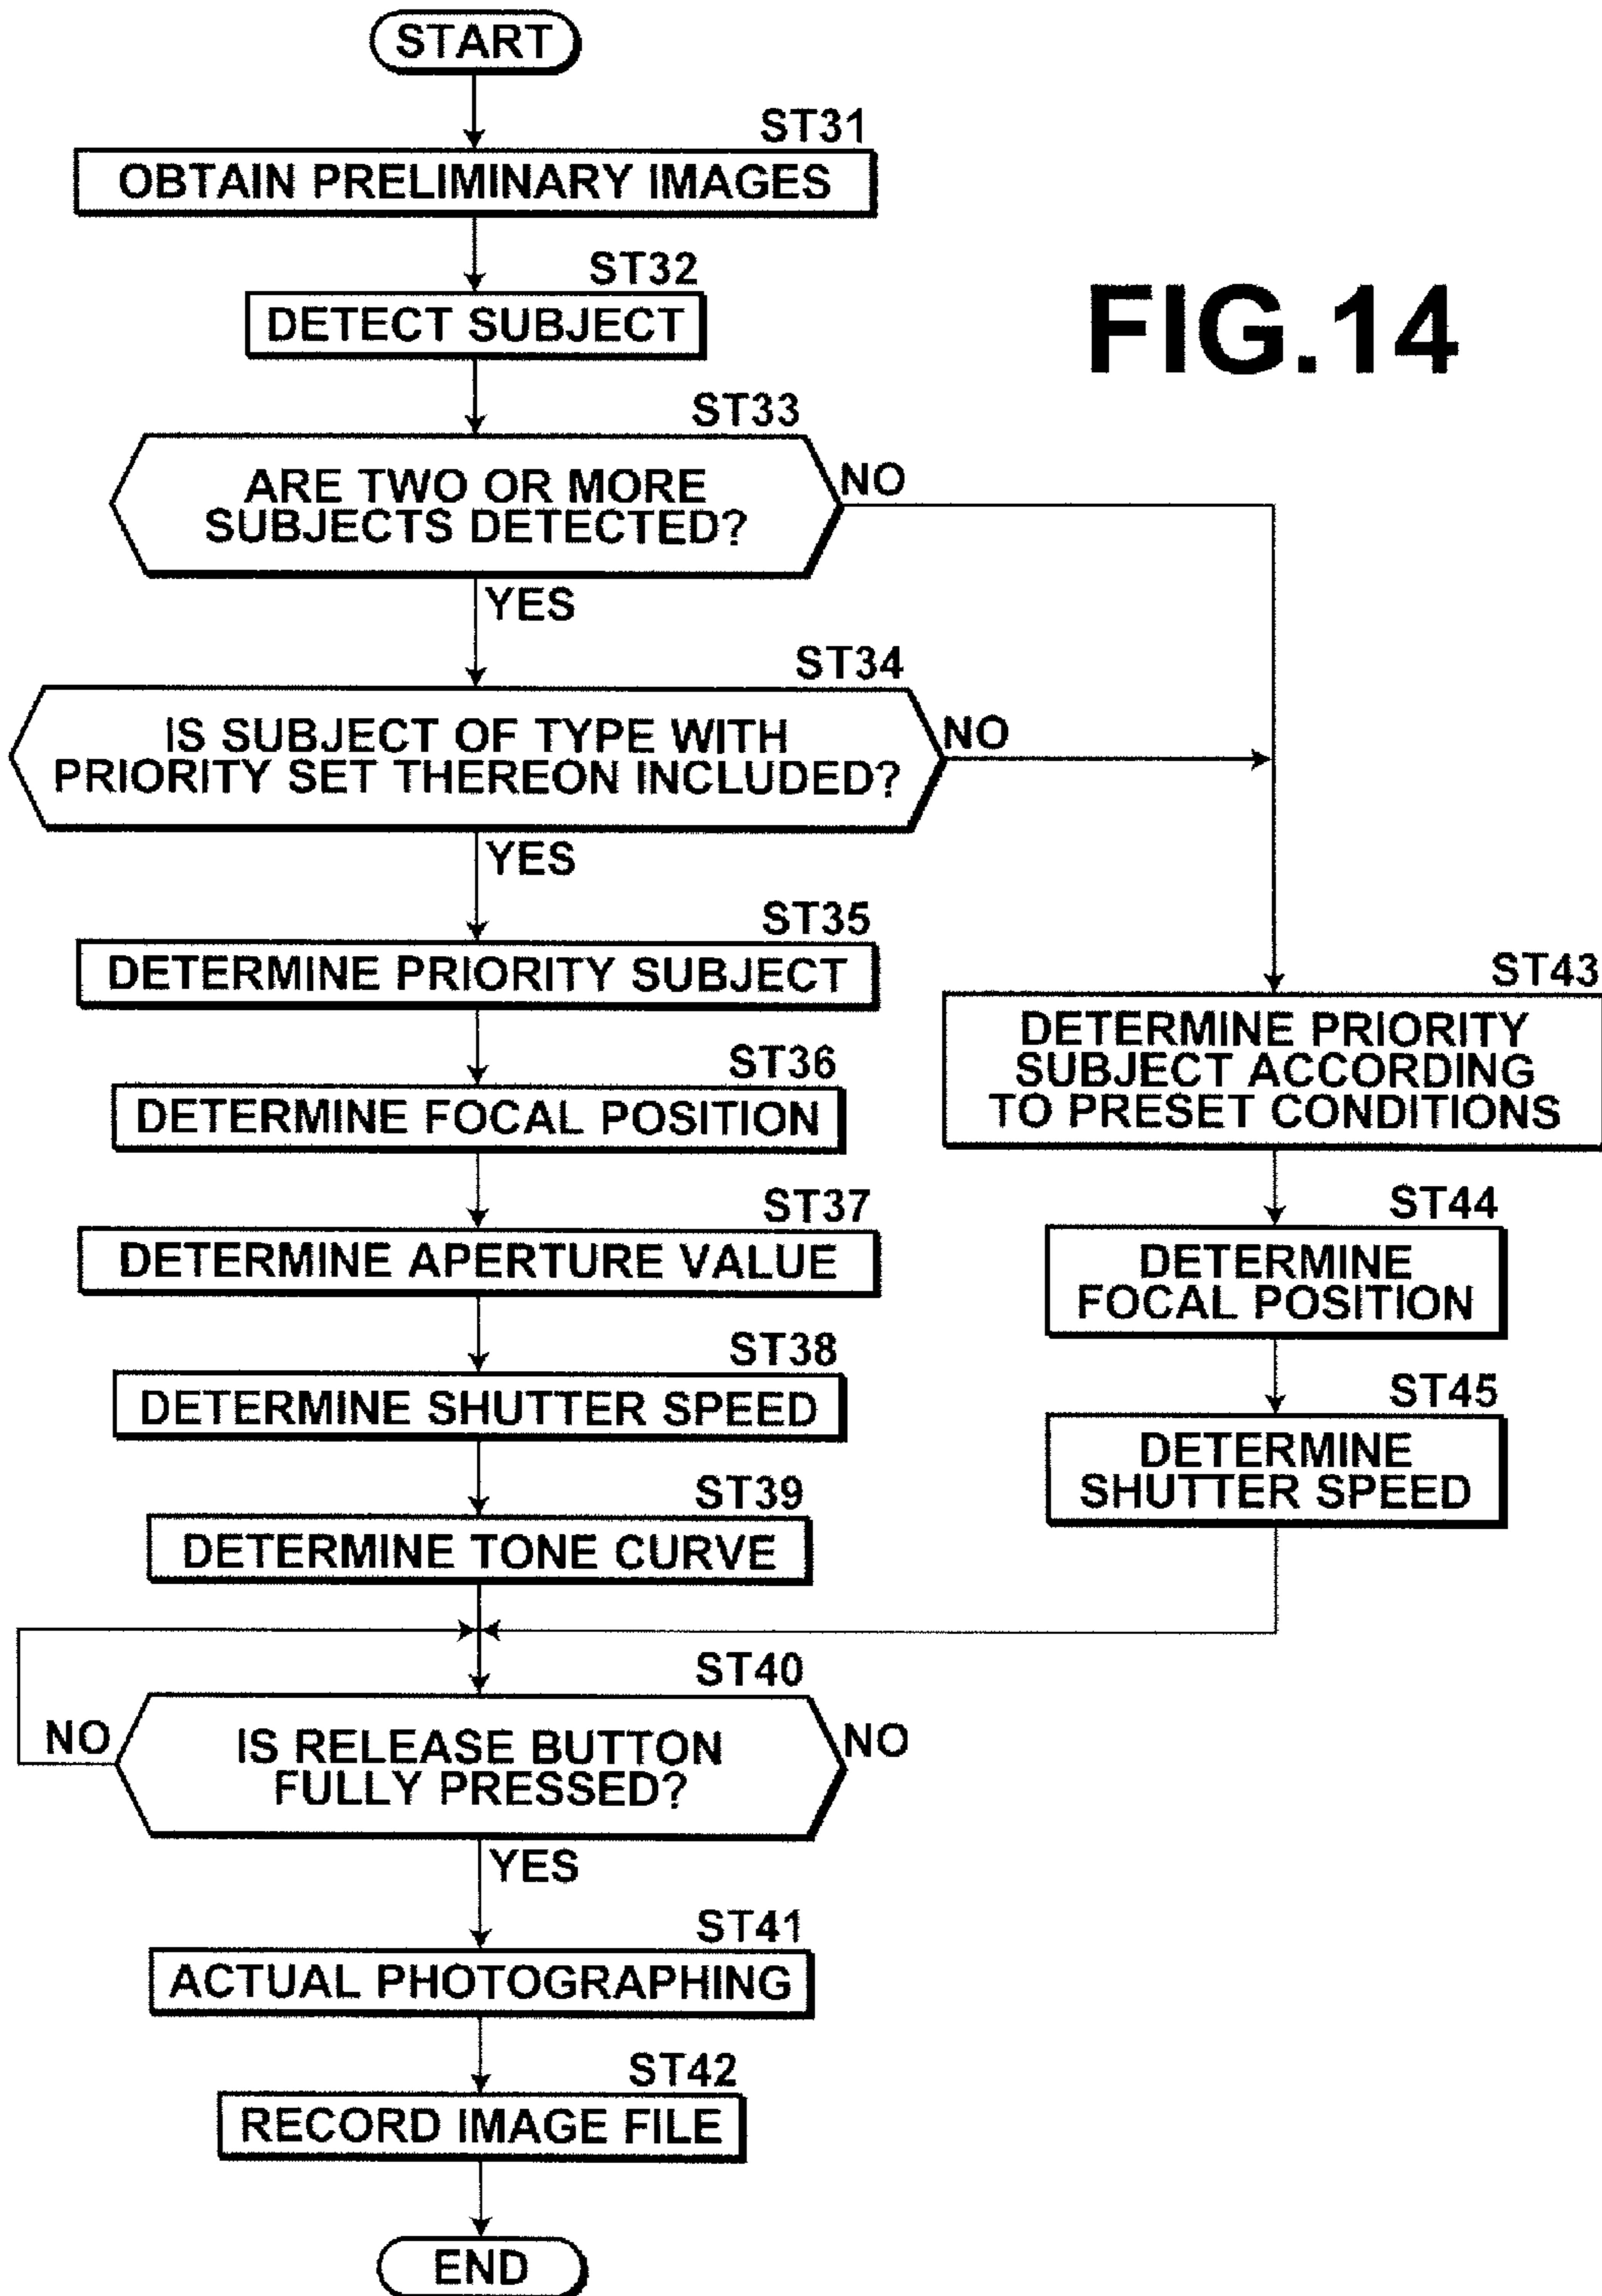 START
ST31
OBTAIN PRELIMINARY IMAGES
ST32
DETECT SUBJECT
FIG.14
ST33
ARE TWO OR MORE
SUBJECTS DETECTED?
NO
YES
ST34
IS SUBJECT OF TYPE WITH
PRIORITY SET THEREON INCLUDED?
NO
YES
ST35
DETERMINE PRIORITY SUBJECT
ST36
DETERMINE FOCAL POSITION
ST37
DETERMINE APERTURE VALUE
ST38
DETERMINE SHUTTER SPEED
ST39
DETERMINE TONE CURVE
ST43
DETERMINE PRIORITY
SUBJECT ACCORDING
TO PRESET CONDITIONS
ST44
DETERMINE
FOCAL POSITION
ST45
DETERMINE
SHUTTER SPEED
ST40
NO
IS RELEASE BUTTON
FULLY PRESSED?
NO
YES
ST41
ACTUAL PHOTOGRAPHING
ST42
RECORD IMAGE FILE
END